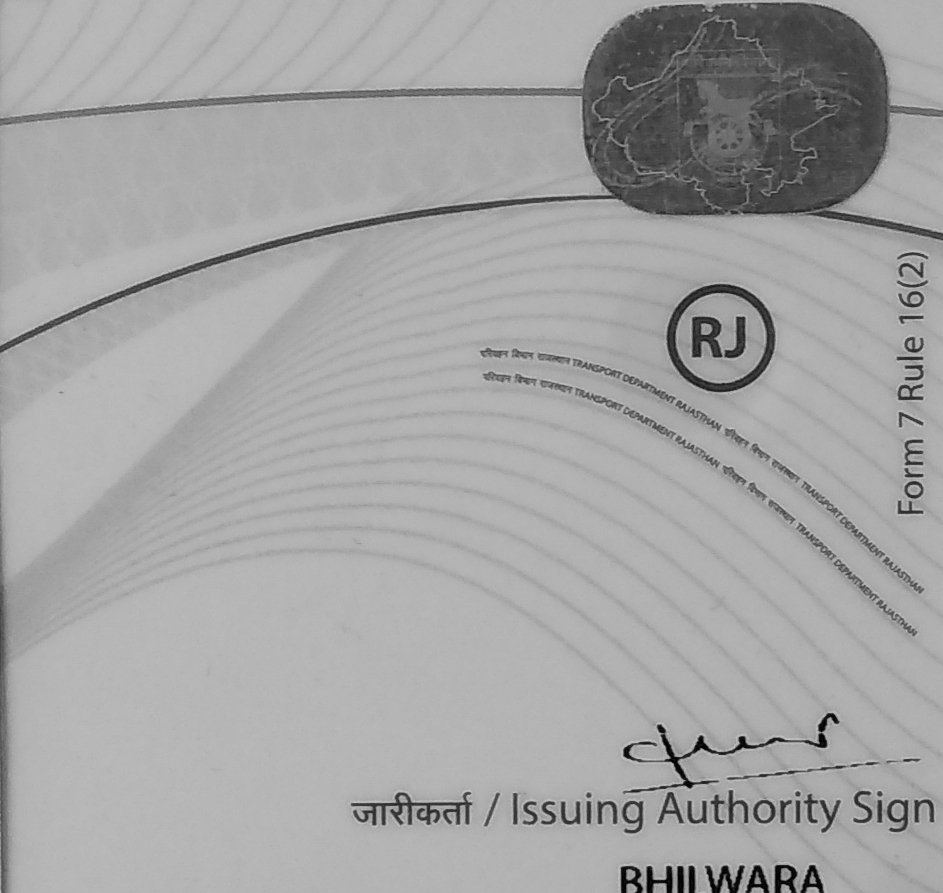 RJ
Form 7 Rule 16(2)
परिवहन विभाग राजस्थान TRANSPORT DEPARTMENT RAJASTHAN परिवहन विभाग राजस्थान TRANSPORT DEPARTMENT RAJASTHAN
परिवहन विभाग राजस्थान TRANSPORT DEPARTMENT RAJASTHAN परिवहन विभाग राजस्थान TRANSPORT DEPARTMENT RAJASTHAN
जारीकर्ता / Issuing Authority Sign
BHILWARA